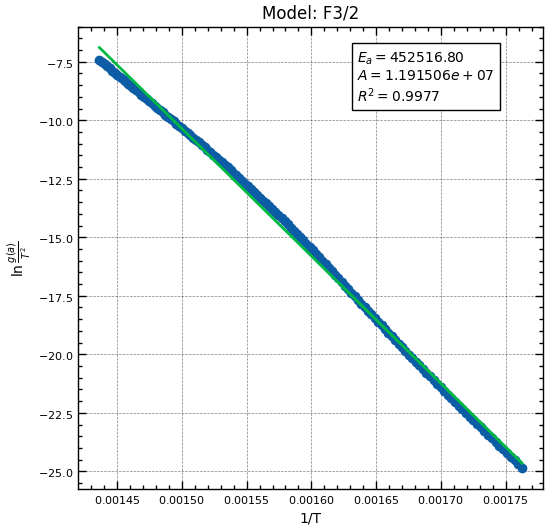 Model: F3/2
E_a = 452516.80
A = 1.191506e + 07
R^2 = 0.9977
−7.5
−10.0
−12.5
−15.0
−17.5
−20.0
−22.5
−25.0
ln g(a)/T^2
0.00145 0.00150 0.00155 0.00160 0.00165 0.00170 0.00175
1/T